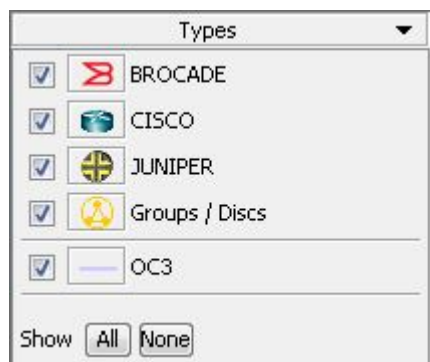 Types
BROCADE
CISCO
JUNIPER
Groups / Discs
OC3
Show All None